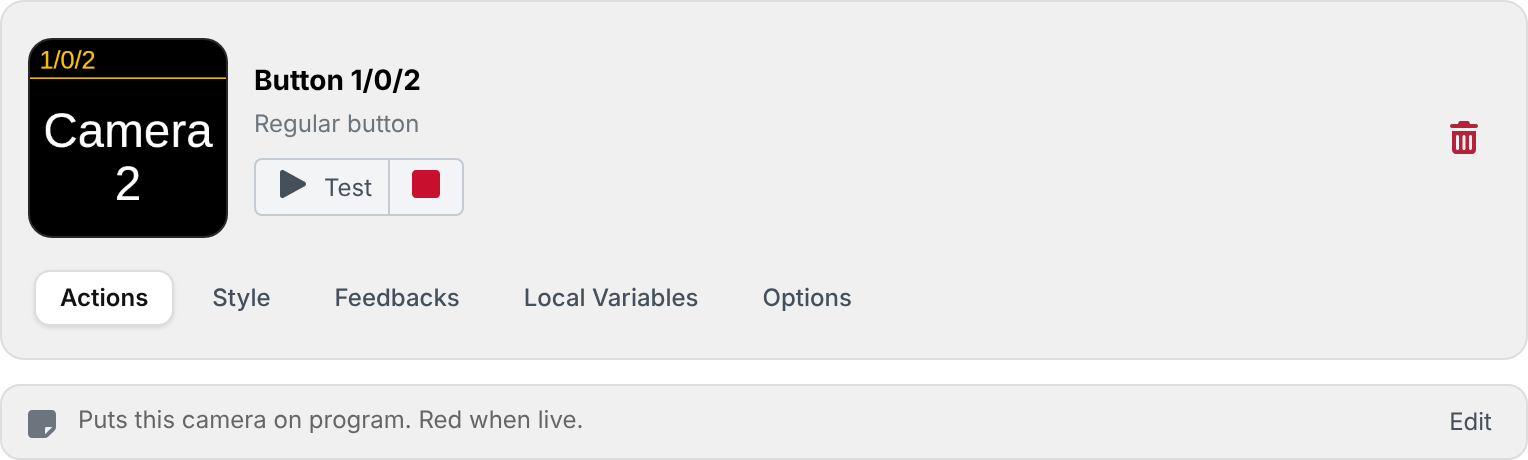 1/0/2
Camera
2
Button 1/0/2
Regular button
Test
Actions Style Feedbacks Local Variables Options
Puts this camera on program. Red when live.
Edit